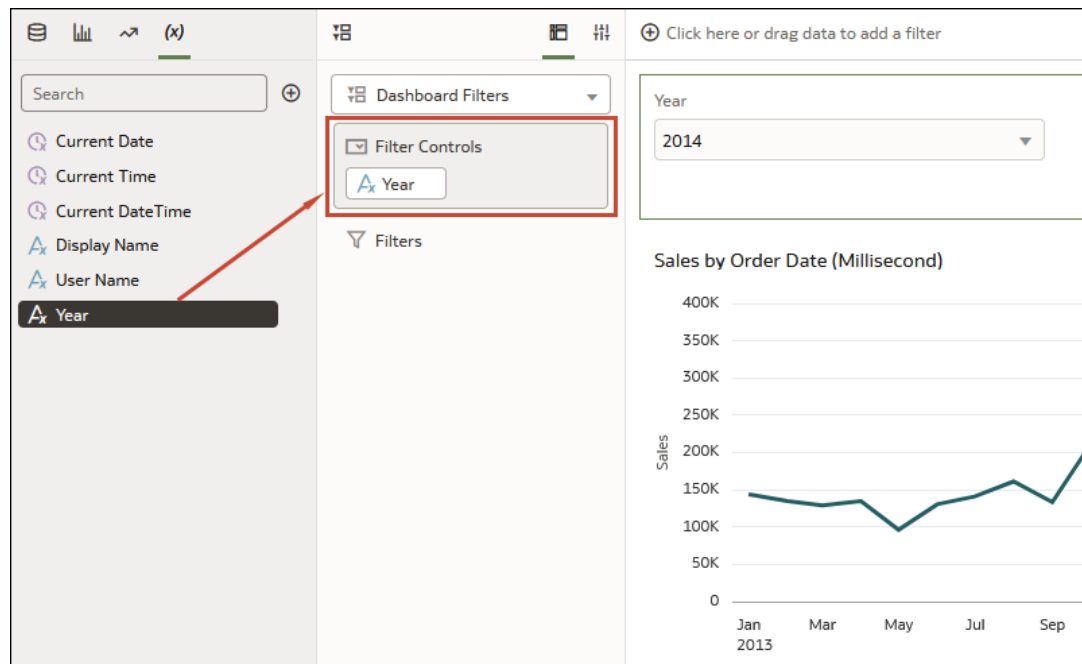 (x)
Search
Current Date
Current Time
Current DateTime
Display Name
User Name
Year
Dashboard Filters
Filter Controls
Year
Filters
Click here or drag data to add a filter
Year
2014
Sales by Order Date (Millisecond)
400K
350K
300K
250K
200K
150K
100K
50K
0
Sales
Jan Mar May Jul Sep
2013